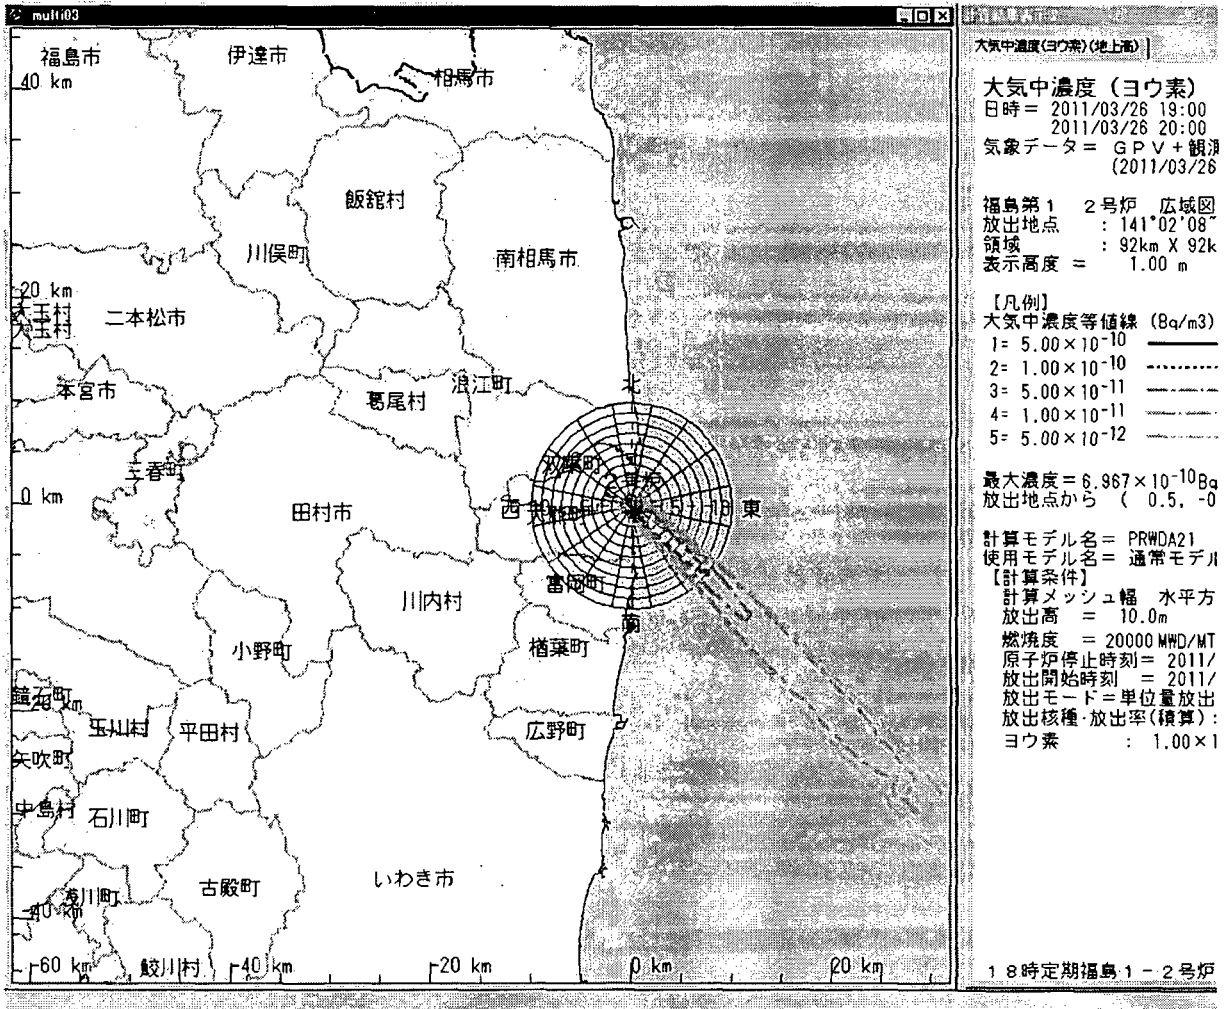 multi03
福島市
伊達市
相馬市
40 km
飯舘村
川俣町
南相馬市
20 km
大玉村
二本松市
本宮市
浪江町
葛尾村
北
三春町
双葉町
0 km
田村市
西
東
富岡町
川内村
南
小野町
楢葉町
鏡石町
玉川村
平田村
広野町
矢吹町
中島村
石川町
いわき市
古殿町
浅川町
-40 km
鮫川村
-60 km
-40 km
-20 km
0 km
20 km
大気中濃度(ヨウ素)(地上高)
大気中濃度 (ヨウ素)
日時= 2011/03/26 19:00
2011/03/26 20:00
気象データ= GPV+観測
(2011/03/26
福島第1 2号炉 広域図
放出地点 : 141°02'08"
領域 : 92km X 92k
表示高度 = 1.00 m
【凡例】
大気中濃度等値線 (Bq/m3)
1= 5.00×10-10
2= 1.00×10-10
3= 5.00×10-11
4= 1.00×10-11
5= 5.00×10-12
最大濃度=6.967×10-10Bq
放出地点から ( 0.5, -0
計算モデル名= PRWDA21
使用モデル名= 通常モデル
【計算条件】
計算メッシュ幅 水平方
放出高 = 10.0m
燃焼度 =20000MWD/MT
原子炉停止時刻= 2011/
放出開始時刻 = 2011/
放出モード=単位量放出
放出核種・放出率(積算):
ヨウ素 : 1.00×1
18時定期福島1-2号炉